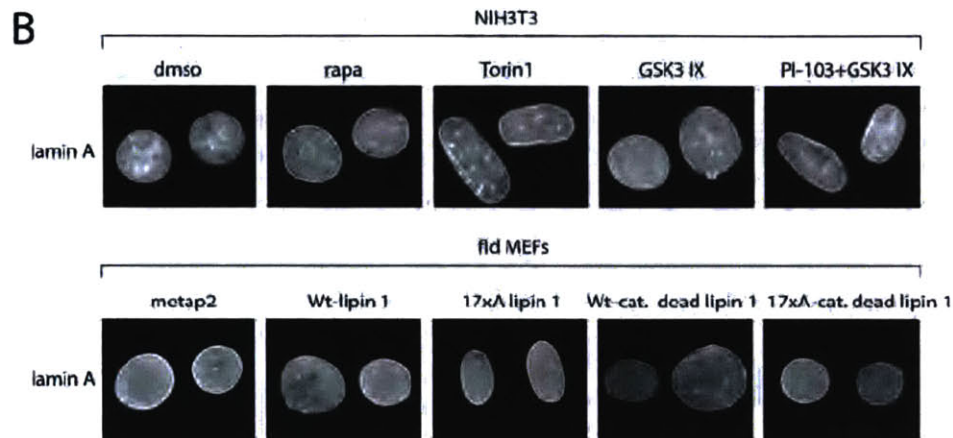 B
NIH3T3
dmso rapa Torin1 GSK3 IX PI-103+GSK3 IX
lamin A
fld MEFs
metap2 Wt-lipin 1 17xA lipin 1 Wt-cat. dead lipin 1 17xA-cat. dead lipin 1
lamin A